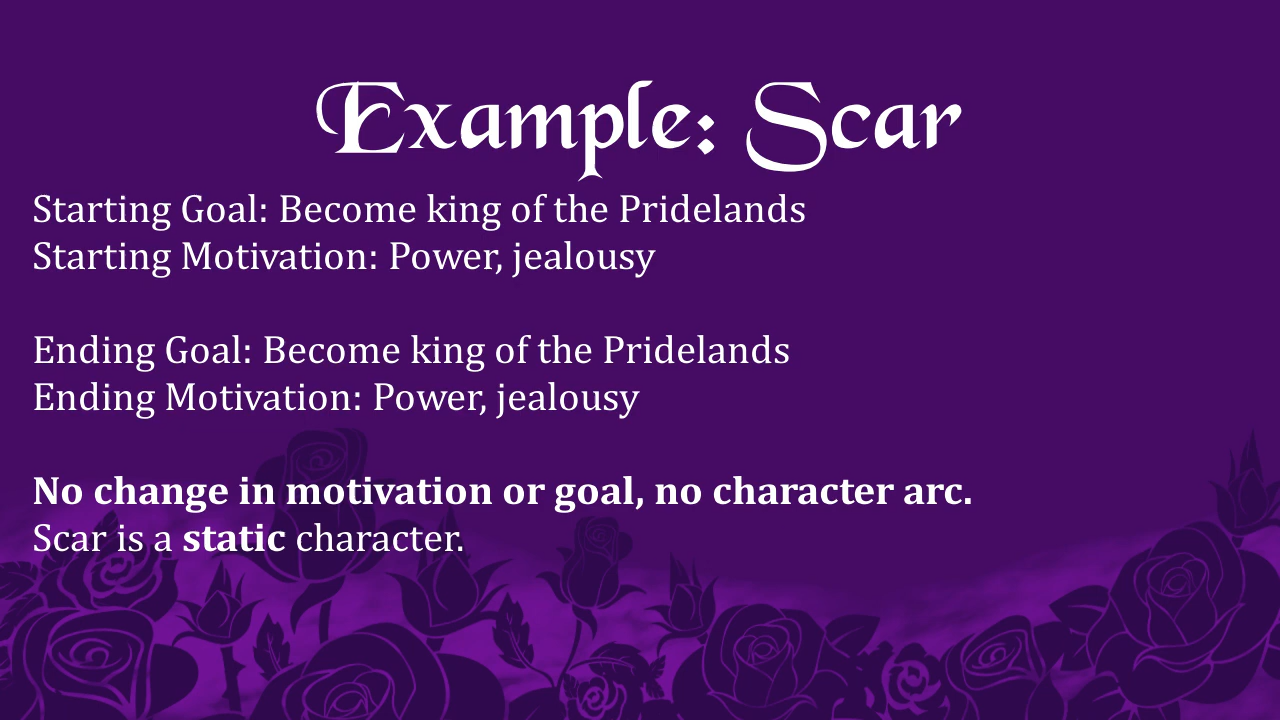 Example: Scar
Starting Goal: Become king of the Pridelands
Starting Motivation: Power, jealousy
Ending Goal: Become king of the Pridelands
Ending Motivation: Power, jealousy
No change in motivation or goal, no character arc.
Scar is a static character.